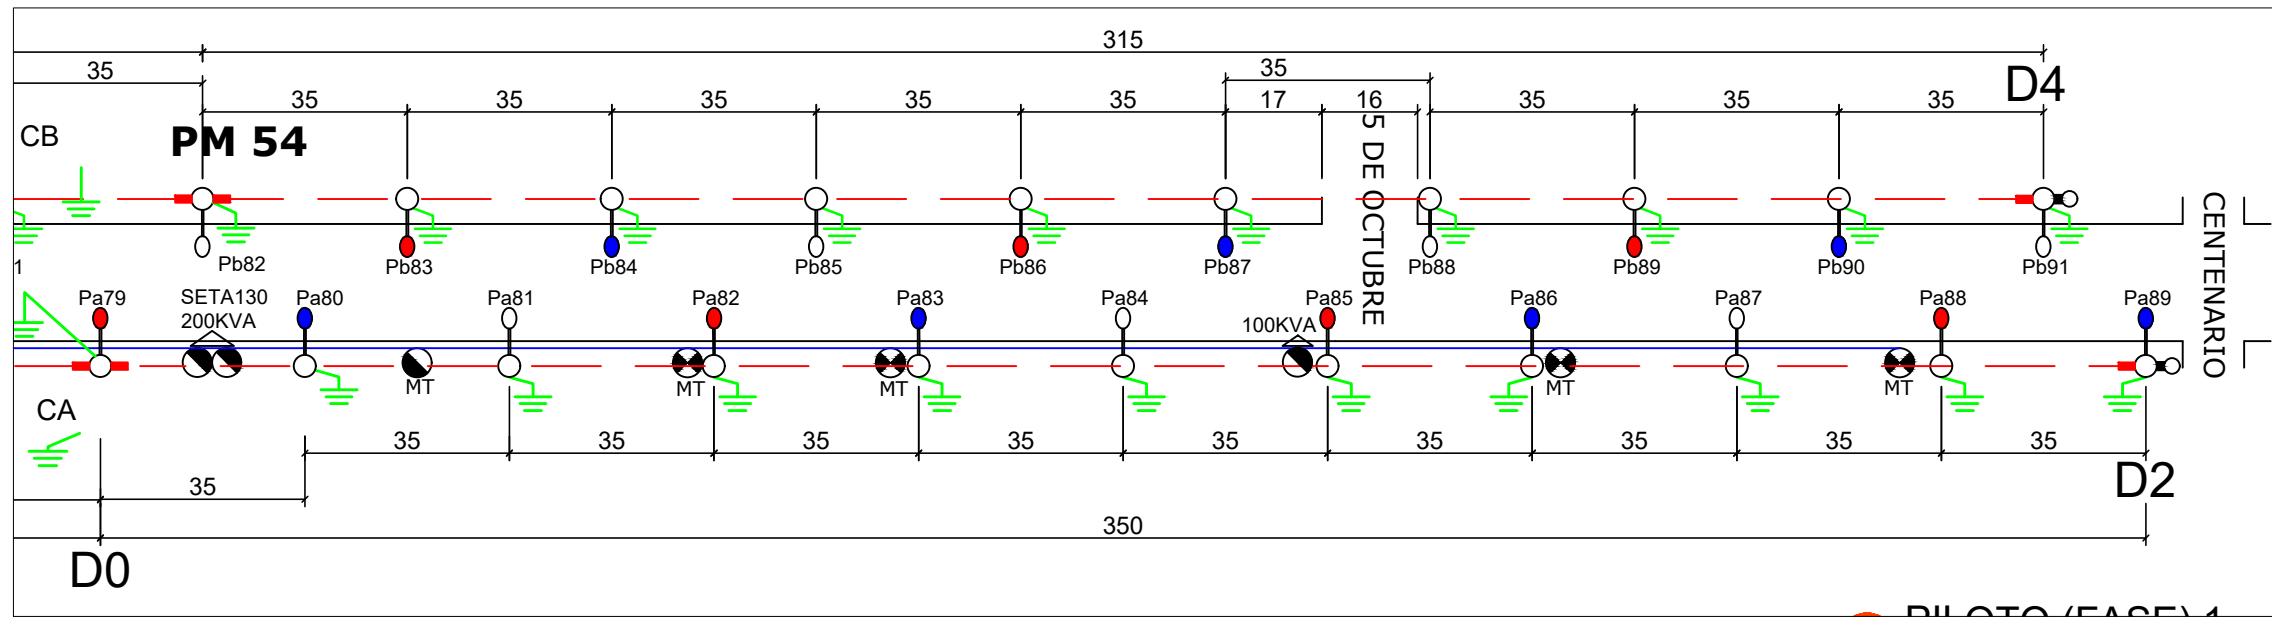 315
35
35
D4
35
35
35
35
35
17
16
35
35
35
CB
PM 54
5 DE OCTUBRE
CENTENARIO
Pb82
Pb83
Pb84
Pb85
Pb86
Pb87
Pb88
Pb89
Pb90
Pb91
1
Pa79
SETA130
200KVA
Pa80
Pa81
Pa82
Pa83
Pa84
100KVA
Pa85
Pa86
Pa87
Pa88
Pa89
MT
MT
MT
MT
MT
CA
35
35
35
35
35
35
35
35
35
35
D2
350
D0
PILOTO (FASE) 1